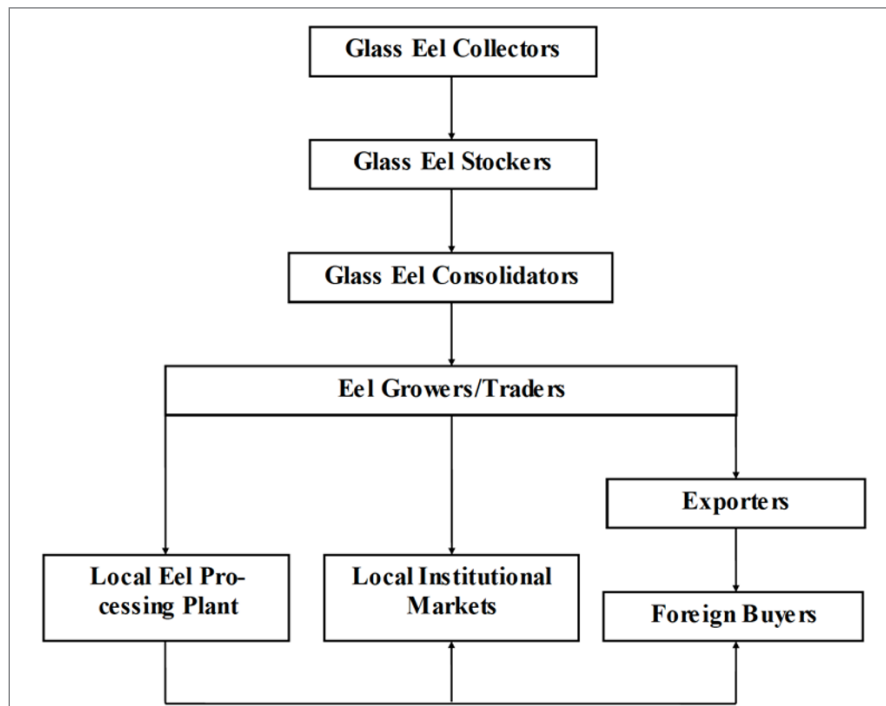 Glass Eel Collectors
Glass Eel Stockers
Glass Eel Consolidators
Eel Growers/Traders
Exporters
Local Eel Pro-
cessing Plant
Local Institutional
Markets
Foreign Buyers